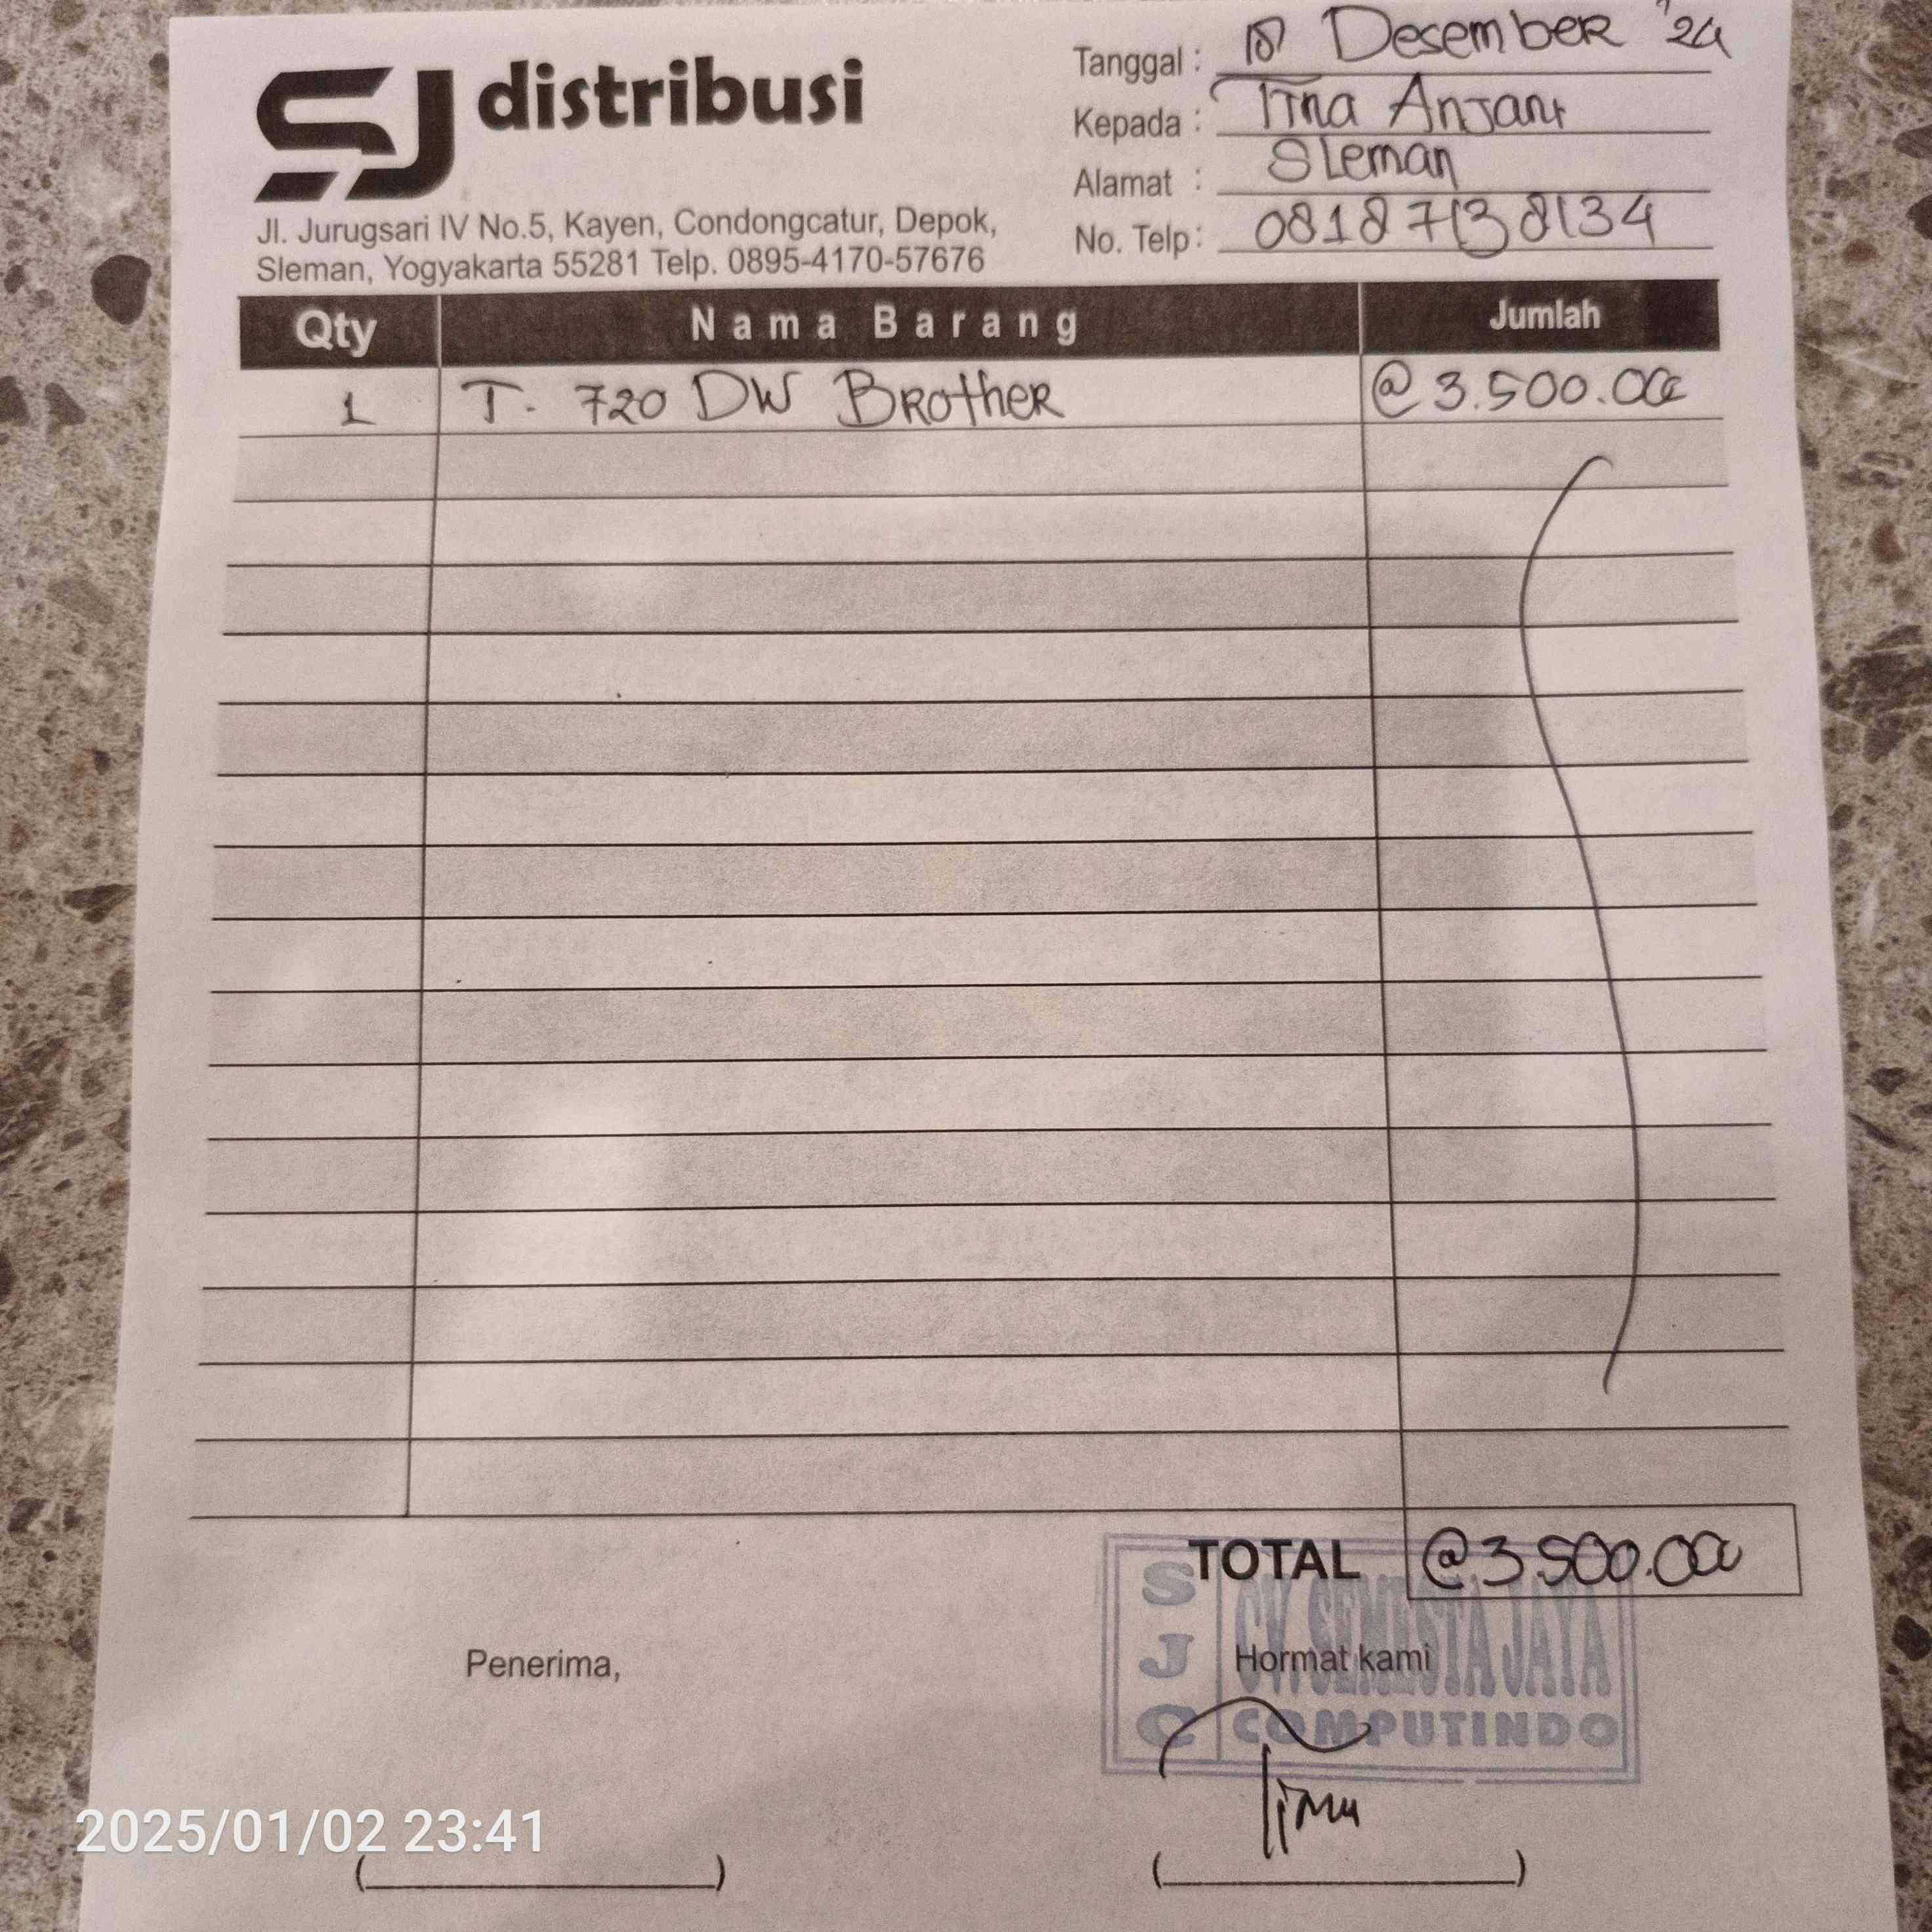 SJ distribusi
Jl. Jurugsari IV No.5, Kayen, Condongcatur, Depok,
Sleman, Yogyakarta 55281 Telp. 0895-4170-57676
Tanggal : Desember '24
Kepada : Tina Anjani
Alamat : Sleman
No. Telp: 08187138134
Qty Nama Barang Jumlah
1 T. 720 DW Brother @ 3.500.000
TOTAL @ 3.500.000
Penerima,
Hormat kami
SJC CV. SEMESTA JAYA
COMPUTINDO
2025/01/02 23:41